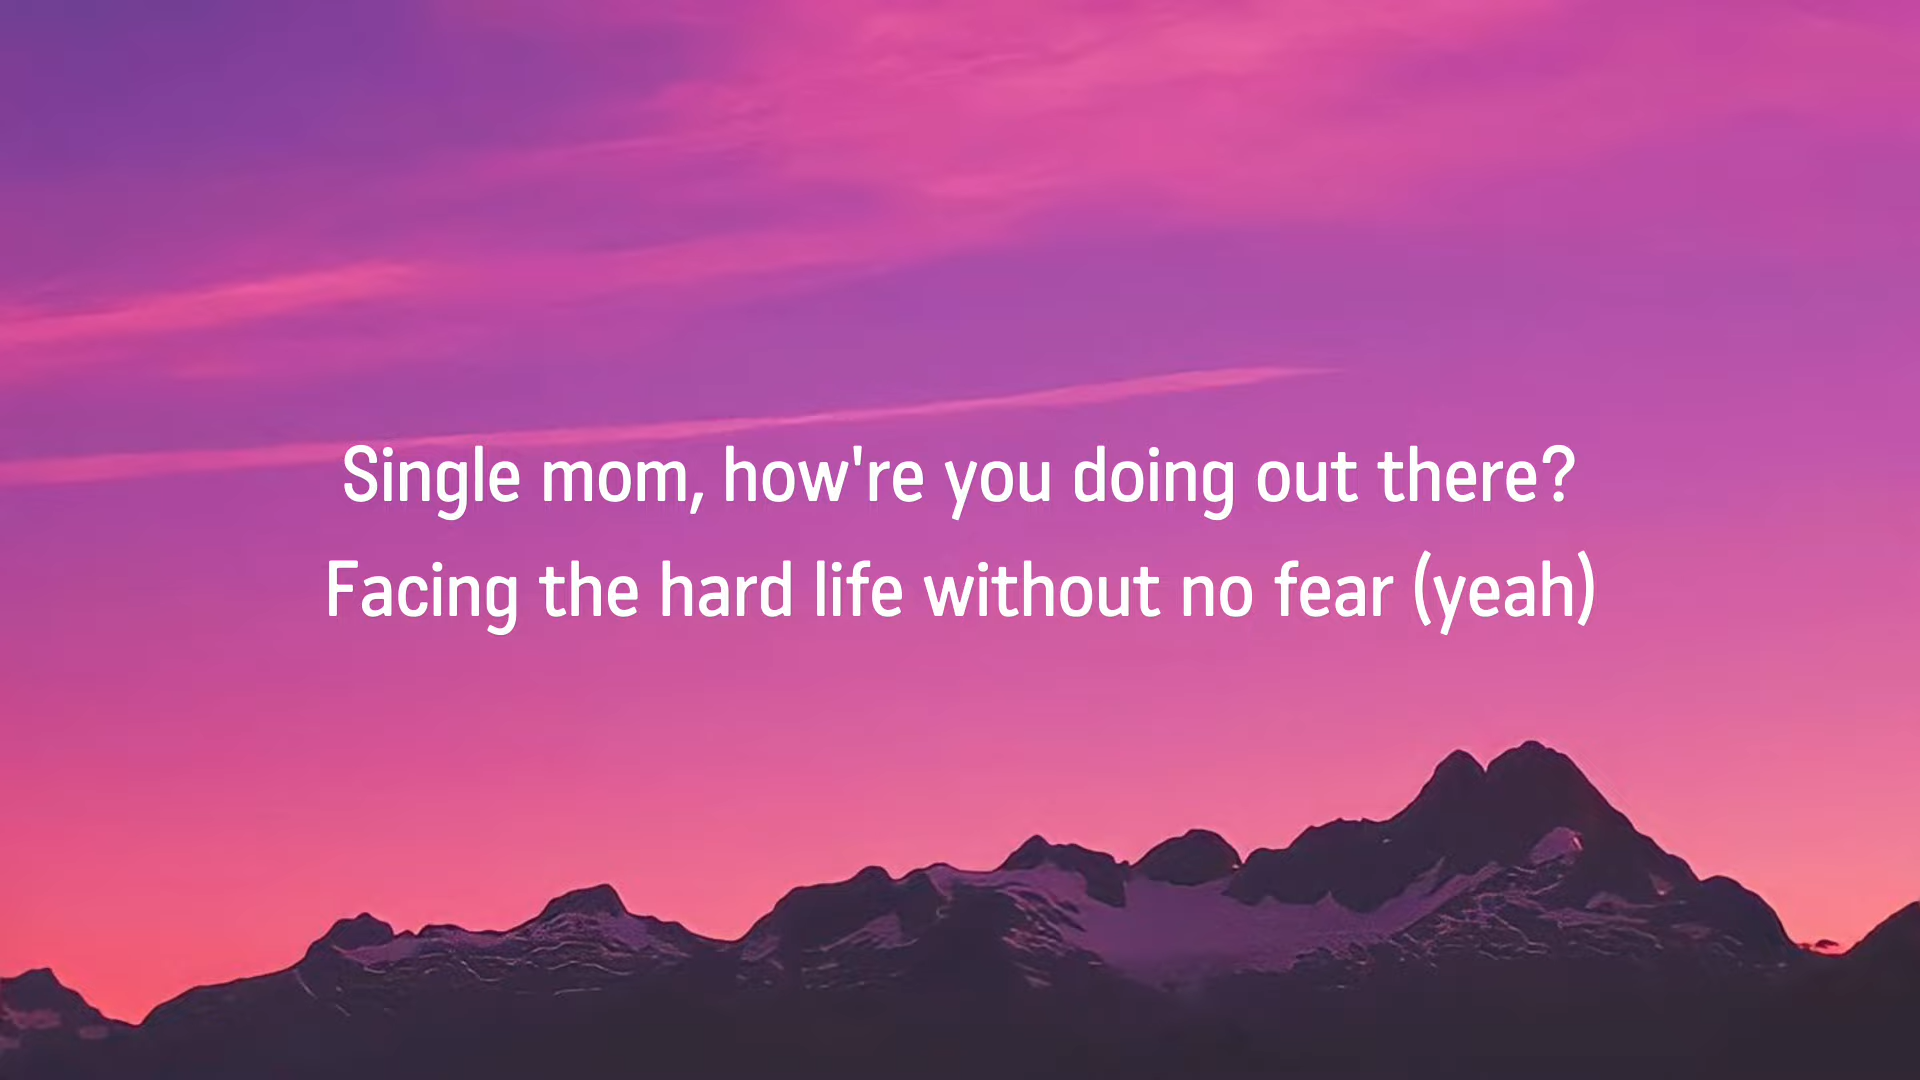 Single mom, how're you doing out there?
Facing the hard life without no fear (yeah)